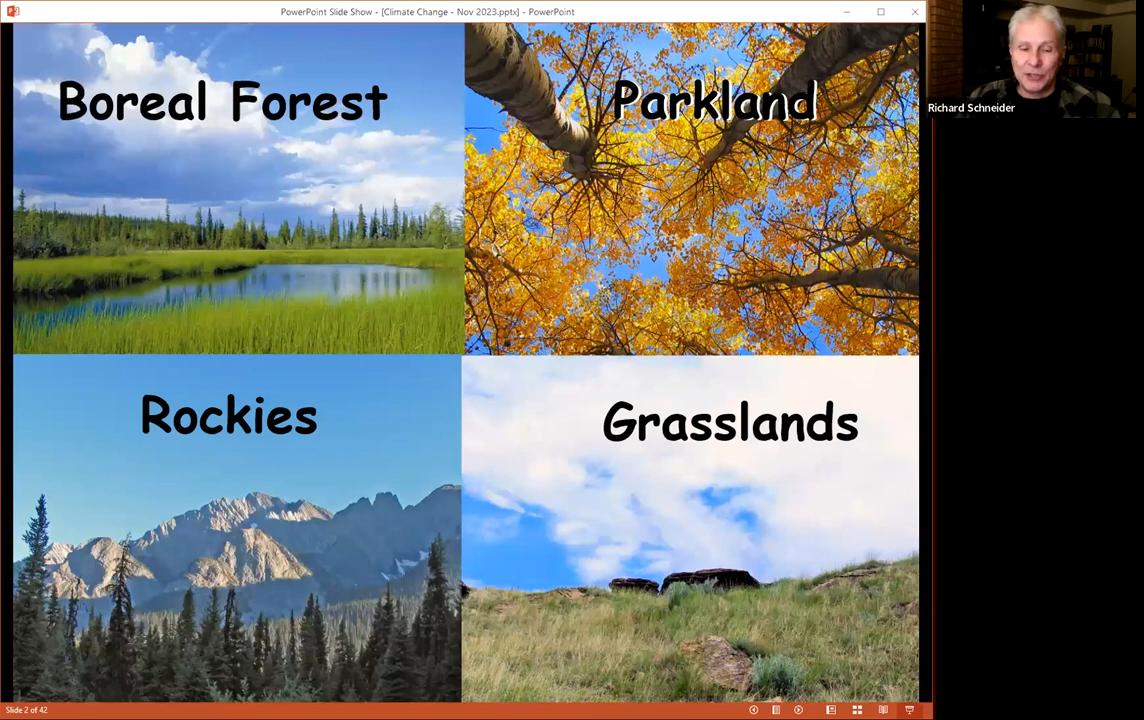 PowerPoint Slide Show - [Climate Change - Nov 2023.pptx] - PowerPoint
Boreal Forest
Parkland
Richard Schneider
Rockies
Grasslands
Slide 2 of 42